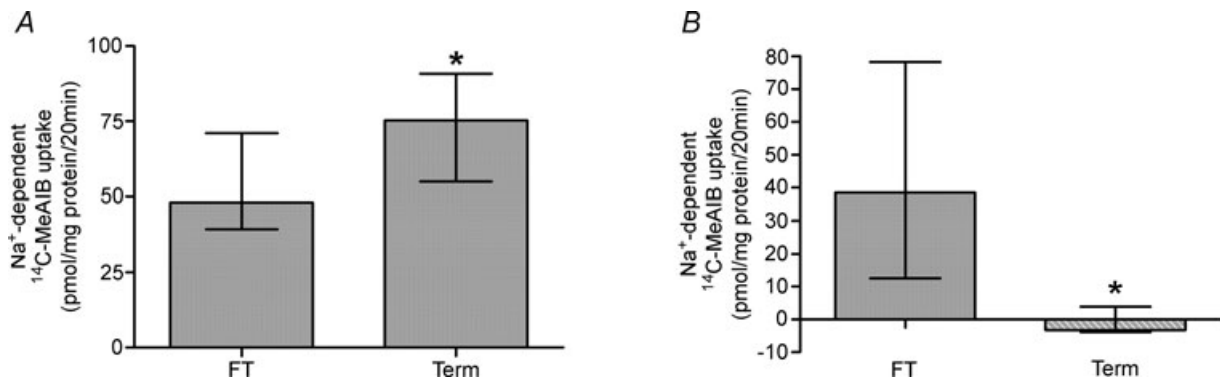 A
Na⁺-dependent
¹⁴C-MeAIB uptake
(pmol/mg protein/20min)
100
75
50
25
0
*
FT
Term
B
Na⁺-dependent
¹⁴C-MeAIB uptake
(pmol/mg protein/20min)
80
70
60
50
40
30
20
10
0
-10
*
FT
Term